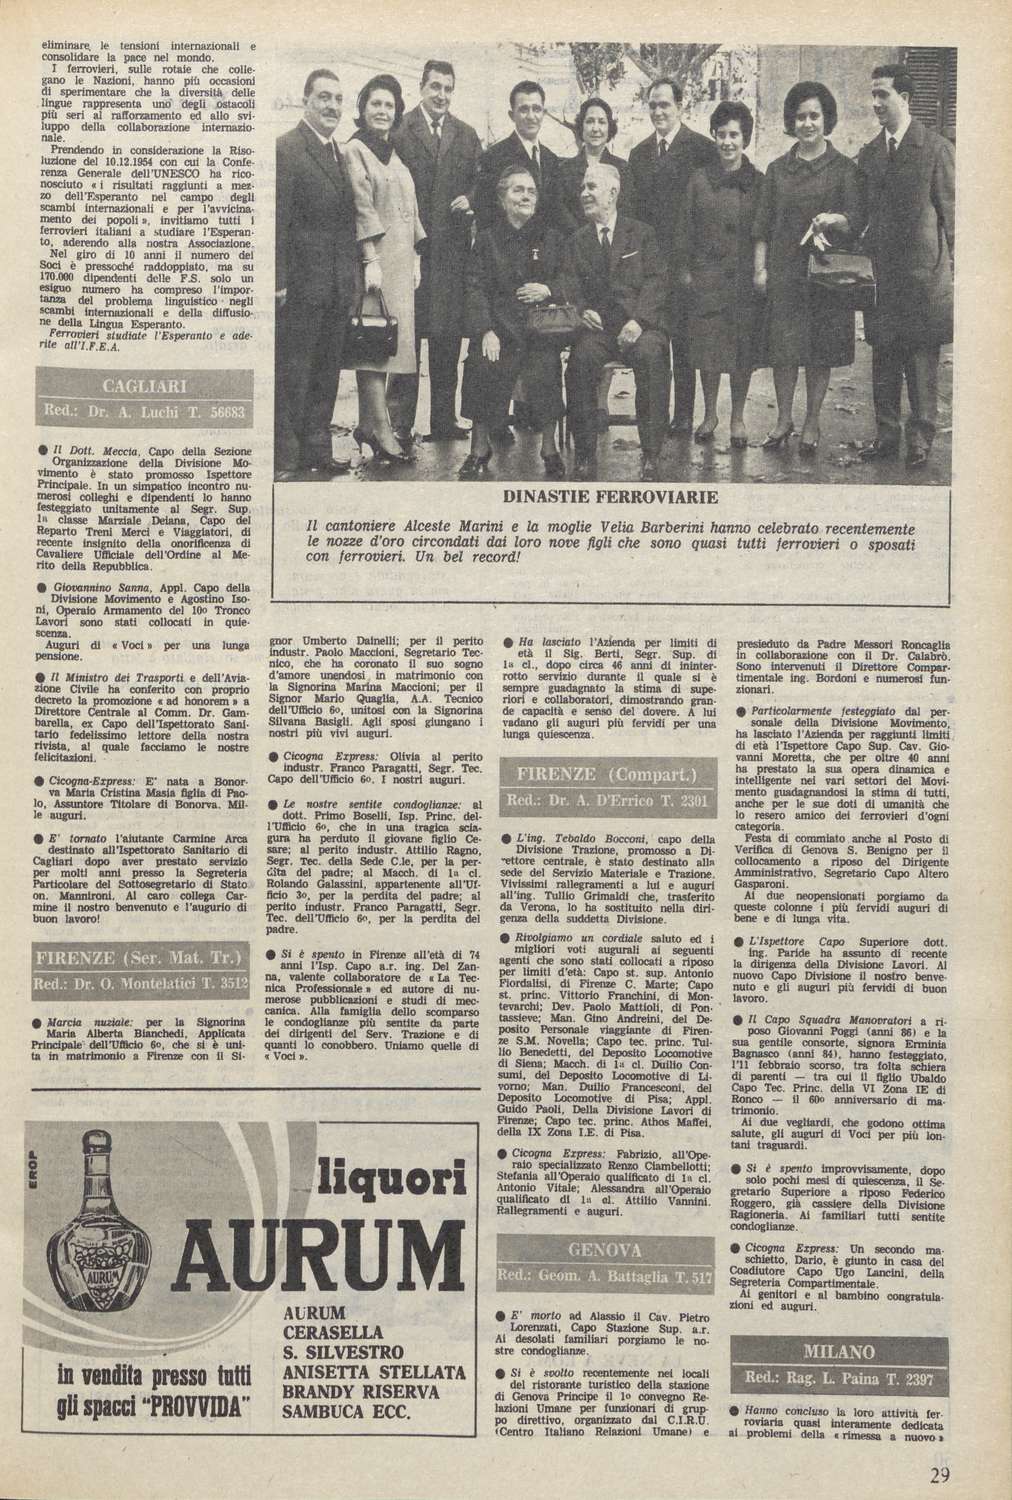 eliminare, le tensioni internazionali e
consolidare la pace nel mondo.
I ferrovieri, sulle rotaie che colle-
gano le Nazioni, hanno più occasioni
di sperimentare che la diversità delle
lingue rappresenta uno degli ostacoli
più seri al rafforzamento ed allo svi-
luppo della collaborazione internazio-
nale.
Prendendo in considerazione la Riso-
luzione del 10.12.1954 con cui la Confe-
renza Generale dell'UNESCO ha rico-
nosciuto « i risultati raggiunti a mez-
zo dell'Esperanto nel campo degli
scambi internazionali e per l'avvicina-
mento dei popoli », invitiamo tutti i
ferrovieri italiani a studiare l'Esperan-
to, aderendo alla nostra Associazione.
Nel giro di 10 anni il numero dei
Soci è pressoché raddoppiato, ma su
170.000 dipendenti delle F.S. solo un
esiguo numero ha compreso l'impor-
tanza del problema linguistico negli
scambi internazionali e della diffusio-
ne della Lingua Esperanto.
Ferrovieri studiate l'Esperanto e ade-
rite all'I.F.E.A.
CAGLIARI
Red.: Dr. A. Luchi T. 56683
● Il Dott. Meccia, Capo della Sezione
Organizzazione della Divisione Mo-
vimento è stato promosso Ispettore
Principale. In un simpatico incontro nu-
merosi colleghi e dipendenti lo hanno
festeggiato unitamente al Segr. Sup.
1a classe Marziale Deiana, Capo del
Reparto Treni Merci e Viaggiatori, di
recente insignito della onorificenza di
Cavaliere Ufficiale dell'Ordine al Me-
rito della Repubblica.
● Giovannino Sanna, Appl. Capo della
Divisione Movimento e Agostino Iso-
ni, Operaio Armamento del 10o Tronco
Lavori sono stati collocati in quie-
scenza.
Auguri di « Voci » per una lunga
pensione.
● Il Ministro dei Trasporti e dell'Avia-
zione Civile ha conferito con proprio
decreto la promozione « ad honorem » a
Direttore Centrale al Comm. Dr. Gam-
barella, ex Capo dell'Ispettorato Sani-
tario fedelissimo lettore della nostra
rivista, al quale facciamo le nostre
felicitazioni.
● Cicogna-Express: E' nata a Bonor-
va Maria Cristina Masia figlia di Pao-
lo, Assuntore Titolare di Bonorva. Mil-
le auguri.
● E' tornato l'aiutante Carmine Arca
destinato all'Ispettorato Sanitario di
Cagliari dopo aver prestato servizio
per molti anni presso la Segreteria
Particolare del Sottosegretario di Stato
on. Mannironi. Al caro collega Car-
mine il nostro benvenuto e l'augurio di
buon lavoro!
FIRENZE (Ser. Mat. Tr.)
Red.: Dr. O. Montelatici T. 3512
● Marcia nuziale: per la Signorina
Maria Alberta Bianchedi, Applicata
Principale dell'Ufficio 6o, che si è uni-
ta in matrimonio a Firenze con il Si-
DINASTIE FERROVIARIE
Il cantoniere Alceste Marini e la moglie Velia Barberini hanno celebrato recentemente
le nozze d'oro circondati dai loro nove figli che sono quasi tutti ferrovieri o sposati
con ferrovieri. Un bel record!
gnor Umberto Dainelli; per il perito
industr. Paolo Maccioni, Segretario Tec-
nico, che ha coronato il suo sogno
d'amore unendosi in matrimonio con
la Signorina Marina Maccioni; per il
Signor Mario Quaglia, A.A. Tecnico
dell'Ufficio 6o, unitosi con la Signorina
Silvana Basigli. Agli sposi giungano i
nostri più vivi auguri.
● Cicogna Express: Olivia al perito
industr. Franco Paragatti, Segr. Tec.
Capo dell'Ufficio 6o. I nostri auguri.
● Le nostre sentite condoglianze: al
dott. Primo Boselli, Isp. Princ. del-
l'Ufficio 6o, che in una tragica scia-
gura ha perduto il giovane figlio Ce-
sare; al perito industr. Attilio Ragno,
Segr. Tec. della Sede C.le, per la per-
dita del padre; al Macch. di 1a cl.
Rolando Galassini, appartenente all'Uf-
ficio 3o, per la perdita del padre; al
perito industr. Franco Paragatti, Segr.
Tec. dell'Ufficio 6o, per la perdita del
padre.
● Si è spento in Firenze all'età di 74
anni l'Isp. Capo a.r. ing. Del Zan-
na, valente collaboratore de « La Tec-
nica Professionale » ed autore di nu-
merose pubblicazioni e studi di mec-
canica. Alla famiglia dello scomparso
le condoglianze più sentite da parte
dei dirigenti del Serv. Trazione e di
quanti lo conobbero. Uniamo quelle di
« Voci ».
EROP
AURUM
liquori
AURUM
AURUM
CERASELLA
S. SILVESTRO
ANISETTA STELLATA
BRANDY RISERVA
SAMBUCA ECC.
in vendita presso tutti
gli spacci "PROVVIDA"
● Ha lasciato l'Azienda per limiti di
età il Sig. Berti, Segr. Sup. di
1a cl., dopo circa 46 anni di ininter-
rotto servizio durante il quale si è
sempre guadagnato la stima di supe-
riori e collaboratori, dimostrando gran-
de capacità e senso del dovere. A lui
vadano gli auguri più fervidi per una
lunga quiescenza.
FIRENZE (Compart.)
Red.: Dr. A. D'Errico T. 2301
● L'ing. Tebaldo Bocconi, capo della
Divisione Trazione, promosso a Di-
rettore centrale, è stato destinato alla
sede del Servizio Materiale e Trazione.
Vivissimi rallegramenti a lui e auguri
all'ing. Tullio Grimaldi che, trasferito
da Verona, lo ha sostituito nella diri-
genza della suddetta Divisione.
● Rivolgiamo un cordiale saluto ed i
migliori voti augurali ai seguenti
agenti che sono stati collocati a riposo
per limiti d'età: Capo st. sup. Antonio
Fiordalisi, di Firenze C. Marte; Capo
st. princ. Vittorio Franchini, di Mon-
tevarchi; Dev. Paolo Mattioli, di Pon-
tassieve; Man. Gino Andreini, del De-
posito Personale viaggiante di Firen-
ze S.M. Novella; Capo tec. princ. Tul-
lio Benedetti, del Deposito Locomotive
di Siena; Macch. di 1a cl. Duilio Con-
sumi, del Deposito Locomotive di Li-
vorno; Man. Duilio Francesconi, del
Deposito Locomotive di Pisa; Appl.
Guido Paoli, Della Divisione Lavori di
Firenze; Capo tec. princ. Athos Maffei,
della IX Zona I.E. di Pisa.
● Cicogna Express: Fabrizio, all'Ope-
raio specializzato Renzo Ciambellotti;
Stefania all'Operaio qualificato di 1a cl.
Antonio Vitale; Alessandra all'Operaio
qualificato di 1a cl. Attilio Vannini.
Rallegramenti e auguri.
GENOVA
Red.: Geom. A. Battaglia T. 517
● E' morto ad Alassio il Cav. Pietro
Lorenzati, Capo Stazione Sup. a.r.
Ai desolati familiari porgiamo le no-
stre condoglianze.
● Si è svolto recentemente nei locali
del ristorante turistico della stazione
di Genova Principe il 1o convegno Re-
lazioni Umane per funzionari di grup-
po direttivo, organizzato dal C.I.R.U.
(Centro Italiano Relazioni Umane) e
presieduto da Padre Messori Roncaglia
in collaborazione con il Dr. Calabrò.
Sono intervenuti il Direttore Compar-
timentale ing. Bordoni e numerosi fun-
zionari.
● Particolarmente festeggiato dal per-
sonale della Divisione Movimento,
ha lasciato l'Azienda per raggiunti limiti
di età l'Ispettore Capo Sup. Cav. Gio-
vanni Moretta, che per oltre 40 anni
ha prestato la sua opera dinamica e
intelligente nei vari settori del Movi-
mento guadagnandosi la stima di tutti,
anche per le sue doti di umanità che
lo resero amico dei ferrovieri d'ogni
categoria.
Festa di commiato anche al Posto di
Verifica di Genova S. Benigno per il
collocamento a riposo del Dirigente
Amministrativo, Segretario Capo Altero
Gasparoni.
Ai due neopensionati porgiamo da
queste colonne i più fervidi auguri di
bene e di lunga vita.
● L'Ispettore Capo Superiore dott.
ing. Paride ha assunto di recente
la dirigenza della Divisione Lavori. Al
nuovo Capo Divisione il nostro benve-
nuto e gli auguri più fervidi di buon
lavoro.
● Il Capo Squadra Manovratori a ri-
poso Giovanni Poggi (anni 86) e la
sua gentile consorte, signora Erminia
Bagnasco (anni 84), hanno festeggiato,
l'11 febbraio scorso, tra folta schiera
di parenti — tra cui il figlio Ubaldo
Capo Tec. Princ. della VI Zona IE di
Ronco — il 60o anniversario di ma-
trimonio.
Ai due vegliardi, che godono ottima
salute, gli auguri di Voci per più lon-
tani traguardi.
● Si è spento improvvisamente, dopo
solo pochi mesi di quiescenza, il Se-
gretario Superiore a riposo Federico
Roggero, già cassiere della Divisione
Ragioneria. Ai familiari tutti sentite
condoglianze.
● Cicogna Express: Un secondo ma-
schietto, Dario, è giunto in casa del
Coadiutore Capo Ugo Lancini, della
Segreteria Compartimentale.
Ai genitori e al bambino congratula-
zioni ed auguri.
MILANO
Red.: Rag. L. Paina T. 2397
● Hanno concluso la loro attività fer-
roviaria quasi interamente dedicata
ai problemi della « rimessa a nuovo »
29